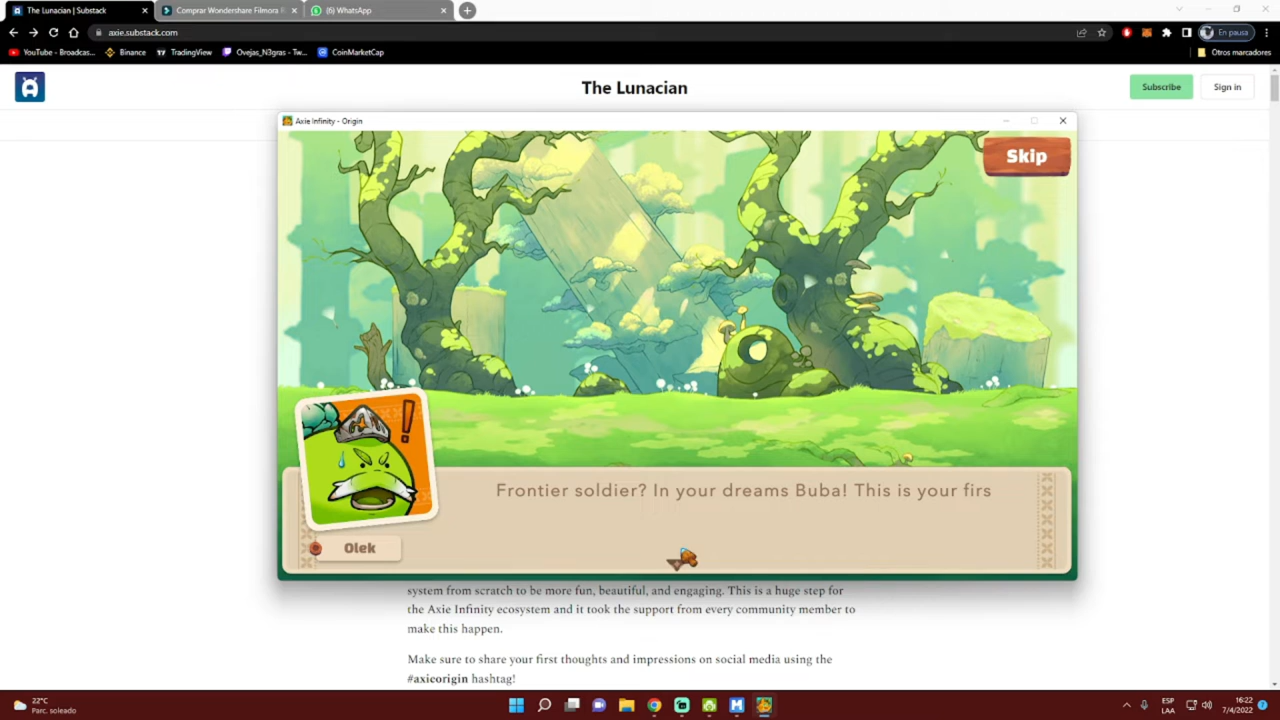 The Lunacian | Substack
Comprar Wondershare Filmora
(6) WhatsApp
axie.substack.com
En pausa
YouTube - Broadcas...
Binance
TradingView
Ovejas_N3gras - Tw...
CoinMarketCap
Otros marcadores
The Lunacian
Subscribe
Sign in
Axie Infinity - Origin
Skip
Frontier soldier? In your dreams Buba! This is your firs
Olek
system from scratch to be more fun, beautiful, and engaging. This is a huge step for
the Axie Infinity ecosystem and it took the support from every community member to
make this happen.
Make sure to share your first thoughts and impressions on social media using the
#axieorigin hashtag!
22°C
Parc. soleado
ESP
LAA
16:22
7/4/2022